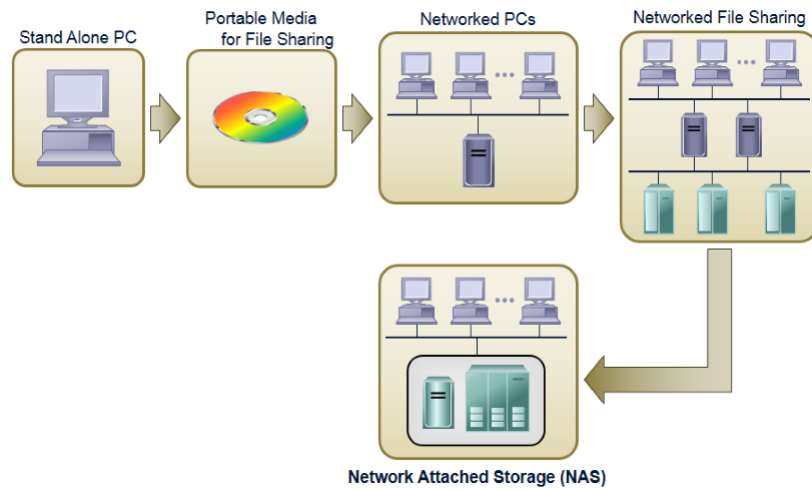 Stand Alone PC
Portable Media
for File Sharing
Networked PCs
Networked File Sharing
Network Attached Storage (NAS)